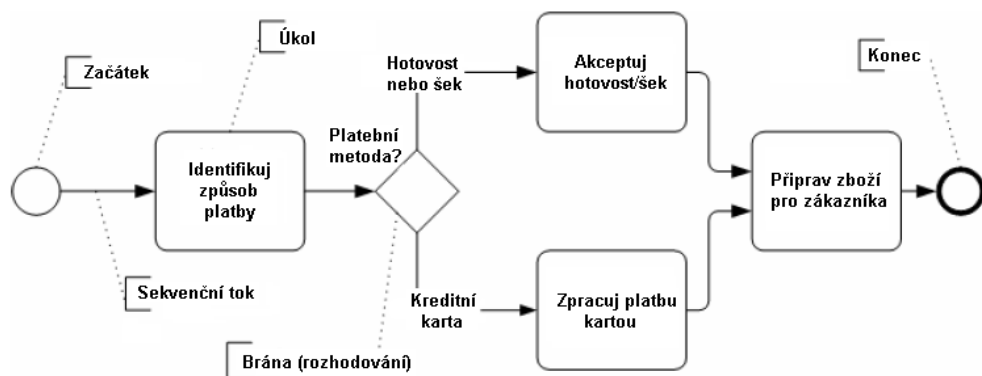 Začátek
Úkol
Hotovost
nebo šek
Akceptuj
hotovost/šek
Konec
Identifikuj
způsob
platby
Platební
metoda?
Připrav zboží
pro zákazníka
Sekvenční tok
Kreditní
karta
Zpracuj platbu
kartou
Brána (rozhodování)